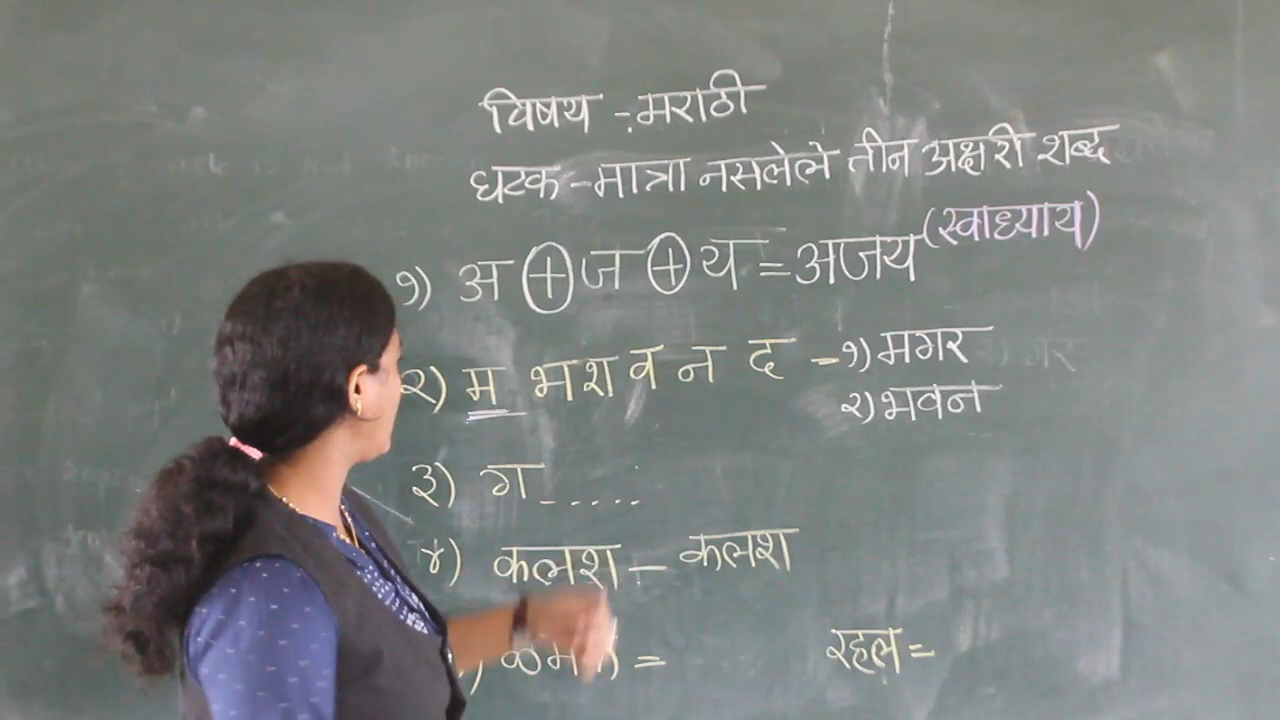 विषय - मराठी
घटक - मात्रा नसलेले तीन अक्षरी शब्द
(स्वाध्याय)
१) अ + ज + य = अजय
२) म भ श व न द - १) मगर
२) भवन
३) ग _ . . . . .
४) कलश - कलश
रहल =